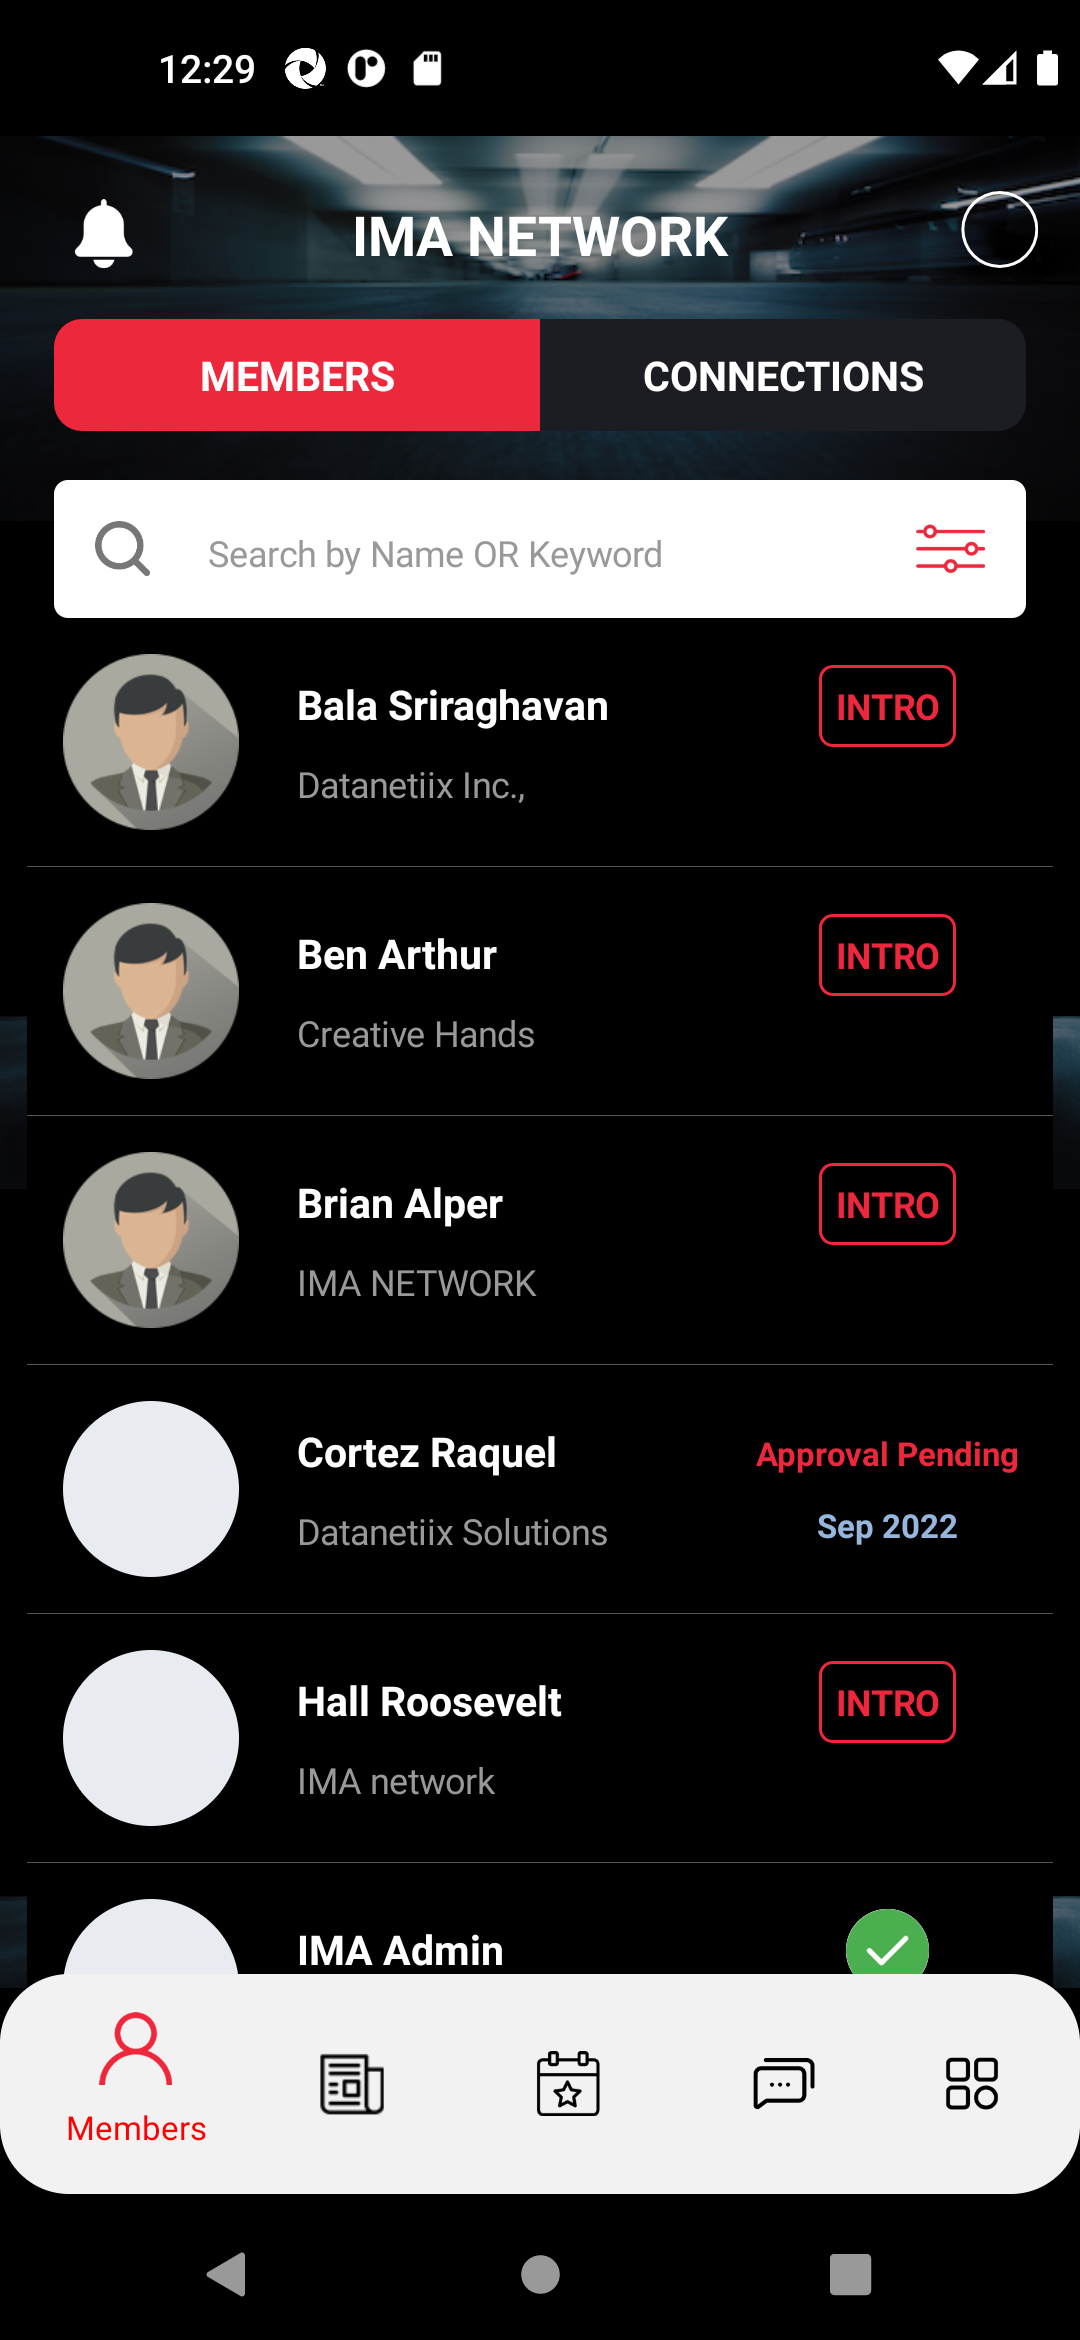 12:29
IMA NETWORK
MEMBERS
CONNECTIONS
Search by Name OR Keyword
Bala Sriraghavan
INTRO
Datanetiix Inc.,
Ben Arthur
INTRO
Creative Hands
Brian Alper
INTRO
IMA NETWORK
Cortez Raquel
Approval Pending
Datanetiix Solutions
Sep 2022
Hall Roosevelt
INTRO
IMA network
IMA Admin
Members